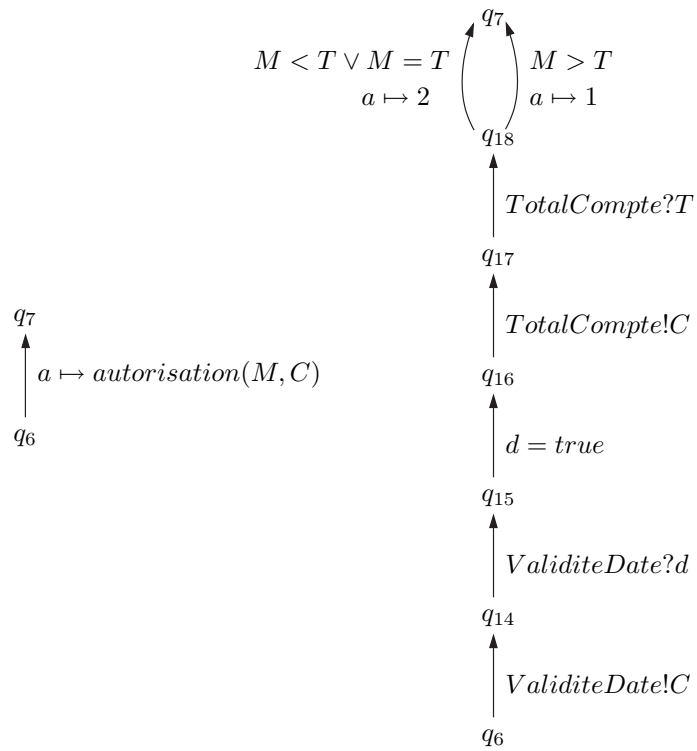 q7
M < T ∨ M = T
M > T
a ↦ 2
a ↦ 1
q18
TotalCompte?T
q17
TotalCompte!C
q16
d = true
q15
ValiditeDate?d
q14
ValiditeDate!C
q6
q7
a ↦ autorisation(M, C)
q6